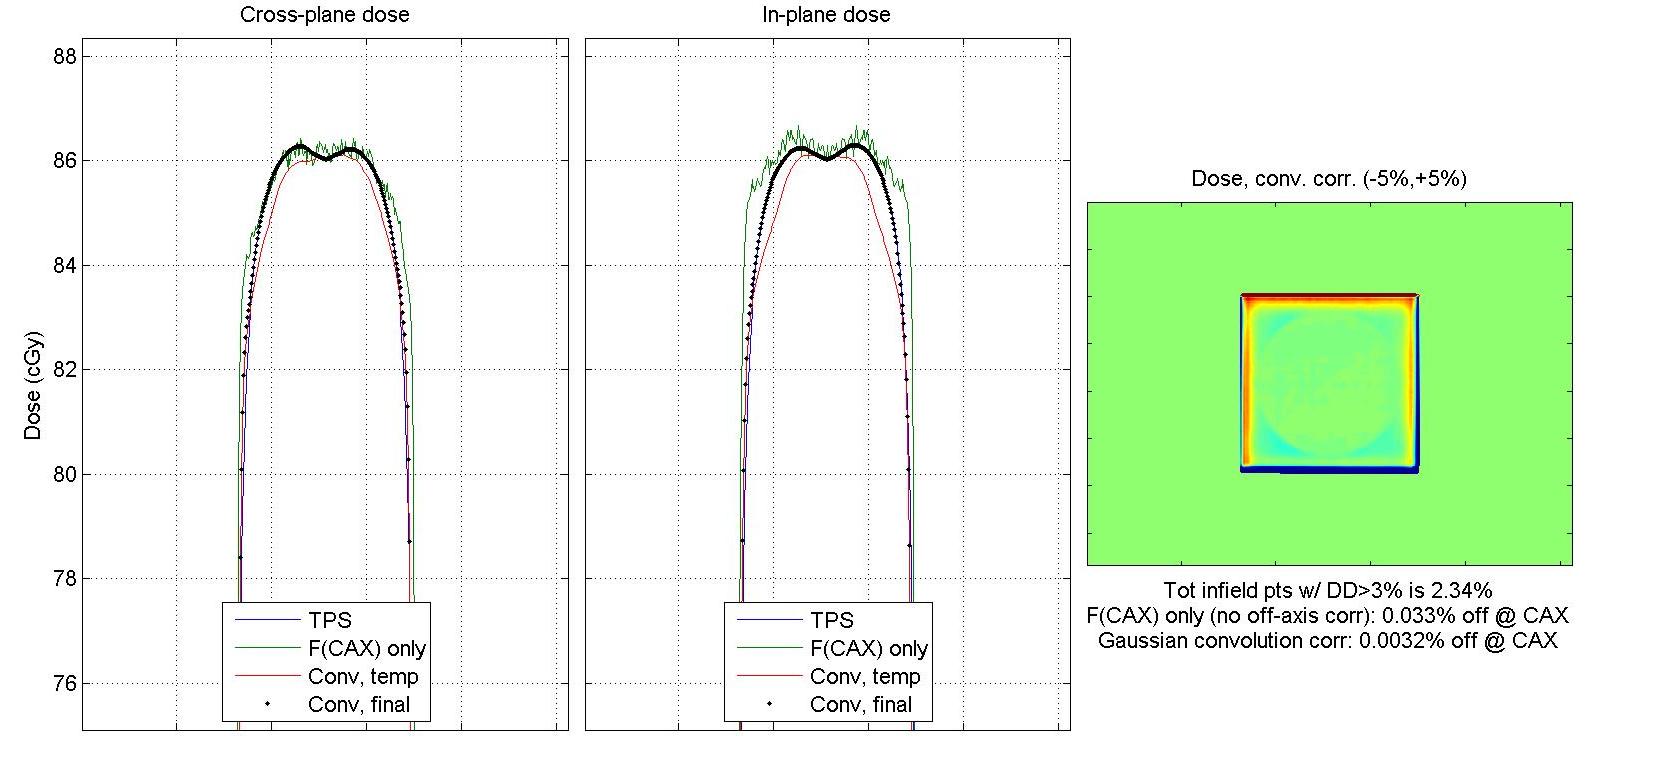 Cross-plane dose
In-plane dose
Dose (cGy)
88
86
84
82
80
78
76
TPS
F(CAX) only
Conv, temp
Conv, final
TPS
F(CAX) only
Conv, temp
Conv, final
Dose, conv. corr. (-5%,+5%)
Tot infield pts w/ DD>3% is 2.34%
F(CAX) only (no off-axis corr): 0.033% off @ CAX
Gaussian convolution corr: 0.0032% off @ CAX